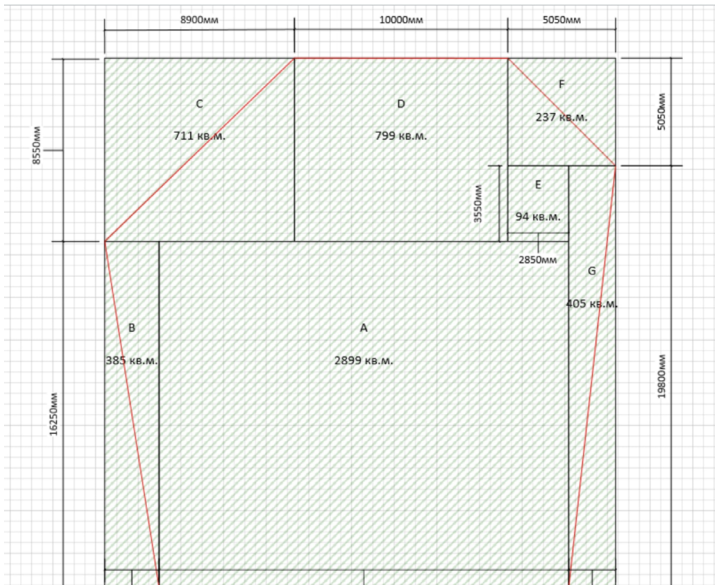 8900мм 10000мм 5050мм
C D F
711 кв.м. 799 кв.м. 237 кв.м.
8550мм
5050мм
E
94 кв.м.
3550мм
2850мм
G
405 кв.м.
B A
385 кв.м. 2899 кв.м.
16250мм
19800мм